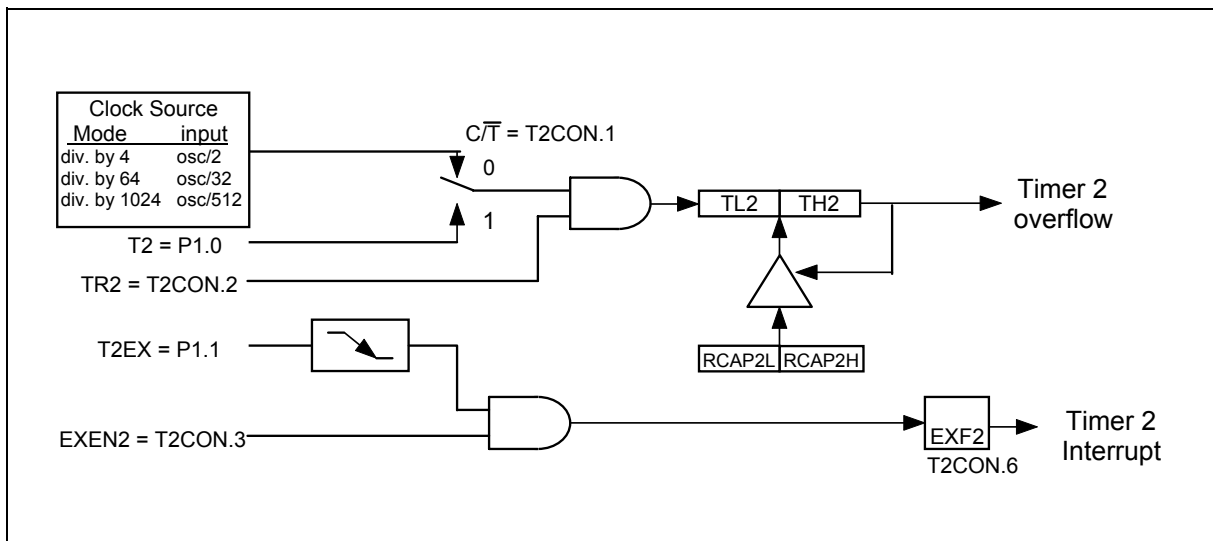 Clock Source
Mode input
div. by 4 osc/2
div. by 64 osc/32
div. by 1024 osc/512
C/T̅ = T2CON.1
0
1
T2 = P1.0
TR2 = T2CON.2
TL2 TH2
Timer 2
overflow
T2EX = P1.1
RCAP2L RCAP2H
EXEN2 = T2CON.3
EXF2
T2CON.6
Timer 2
Interrupt